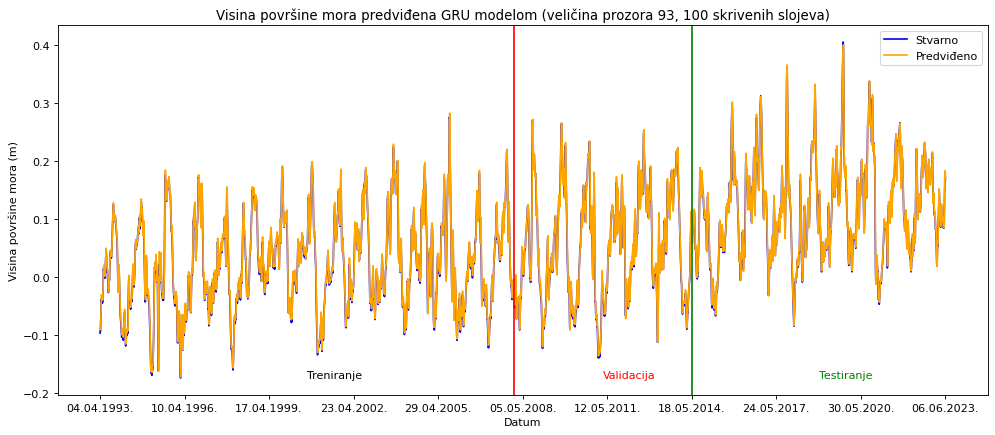 Visina površine mora predviđena GRU modelom (veličina prozora 93, 100 skrivenih slojeva)
Stvarno
Predviđeno
Visina površine mora (m)
0.4
0.3
0.2
0.1
0.0
−0.1
−0.2
Treniranje
Validacija
Testiranje
04.04.1993.
10.04.1996.
17.04.1999.
23.04.2002.
29.04.2005.
05.05.2008.
12.05.2011.
18.05.2014.
24.05.2017.
30.05.2020.
06.06.2023.
Datum